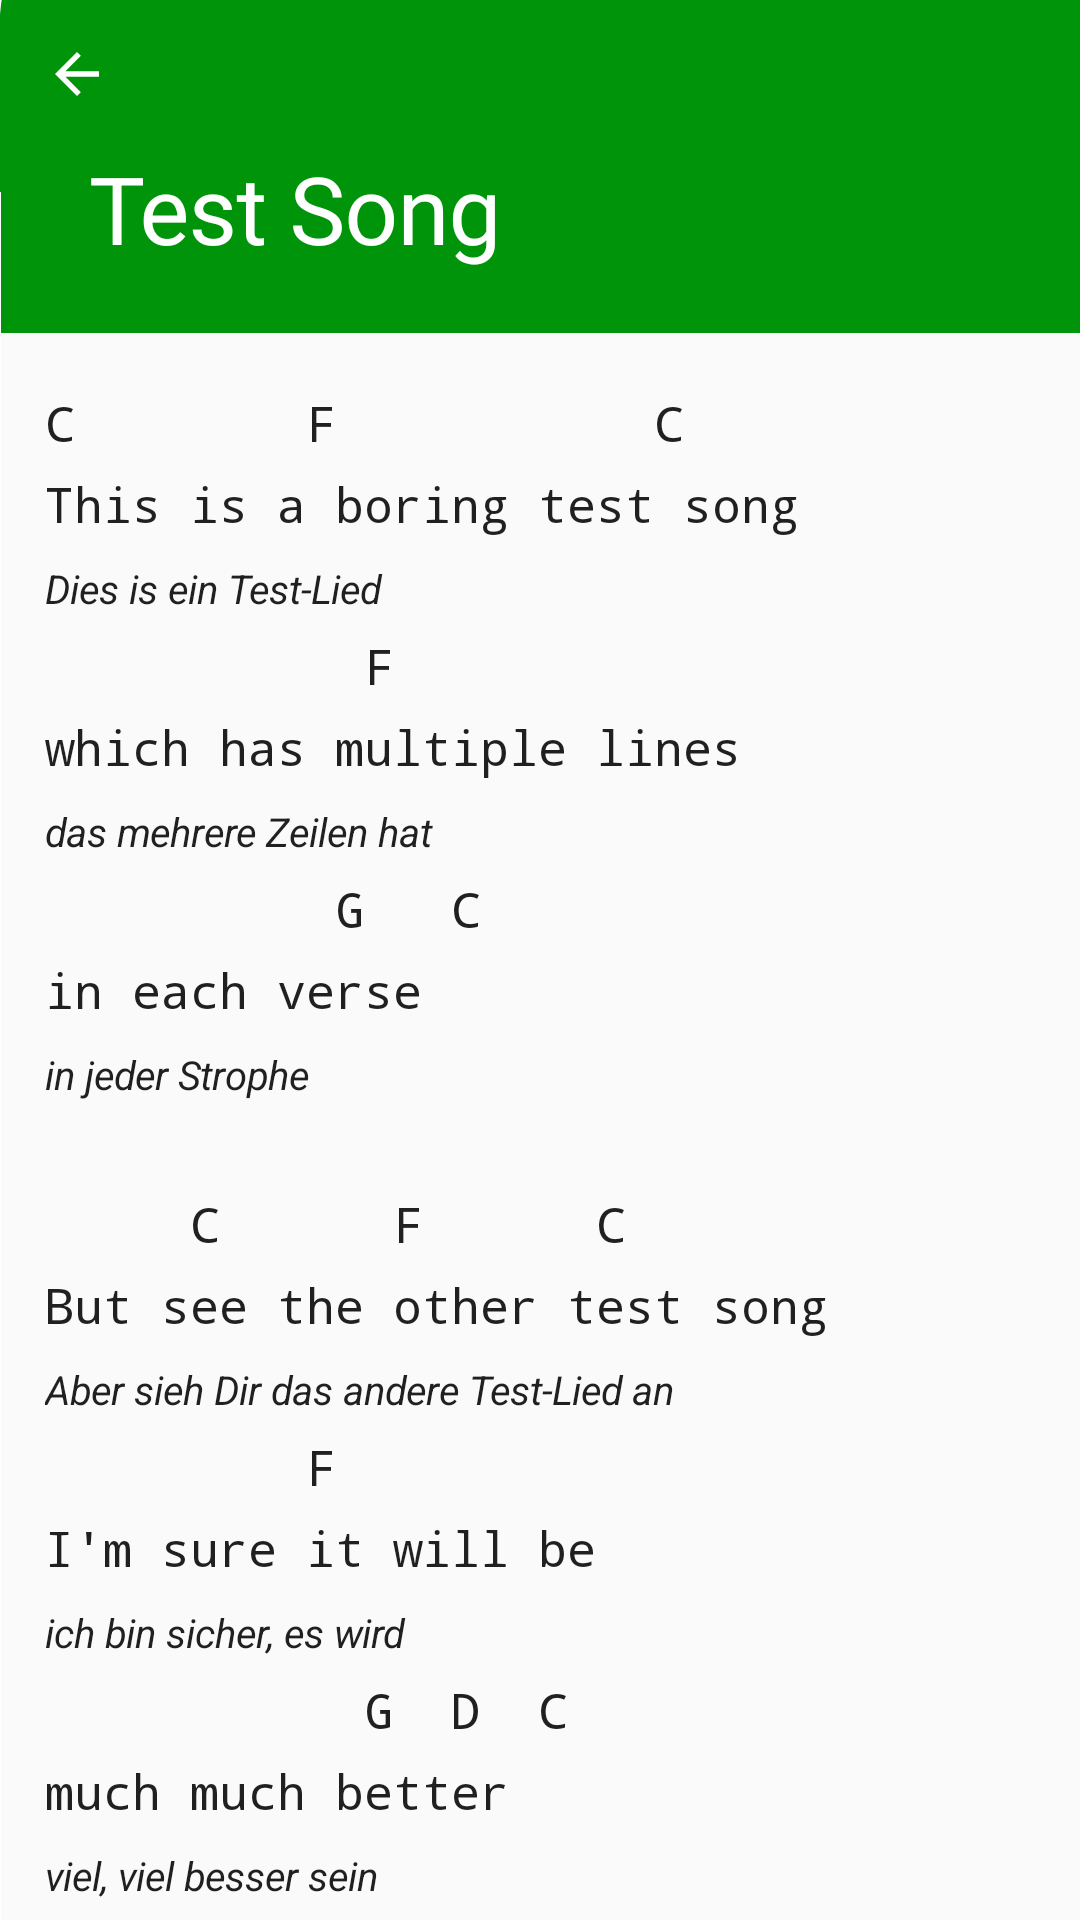 Test Song
C        F           C
This is a boring test song
Dies is ein Test-Lied
           F
which has multiple lines
das mehrere Zeilen hat
          G   C
in each verse
in jeder Strophe
     C      F      C
But see the other test song
Aber sieh Dir das andere Test-Lied an
         F
I'm sure it will be
ich bin sicher, es wird
           G  D  C
much much better
viel, viel besser sein